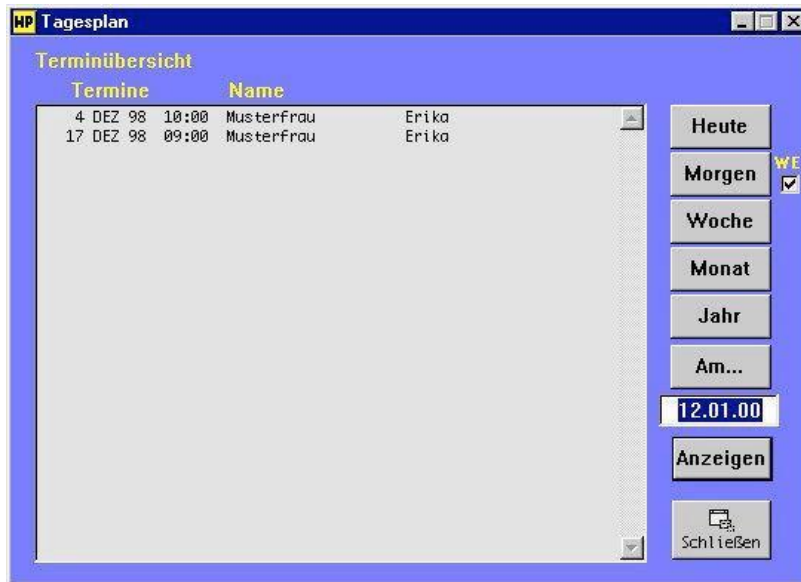 HP Tagesplan
Terminübersicht
Termine Name
4 DEZ 98 10:00 Musterfrau Erika
17 DEZ 98 09:00 Musterfrau Erika
Heute
Morgen
WE
Woche
Monat
Jahr
Am...
12.01.00
Anzeigen
Schließen